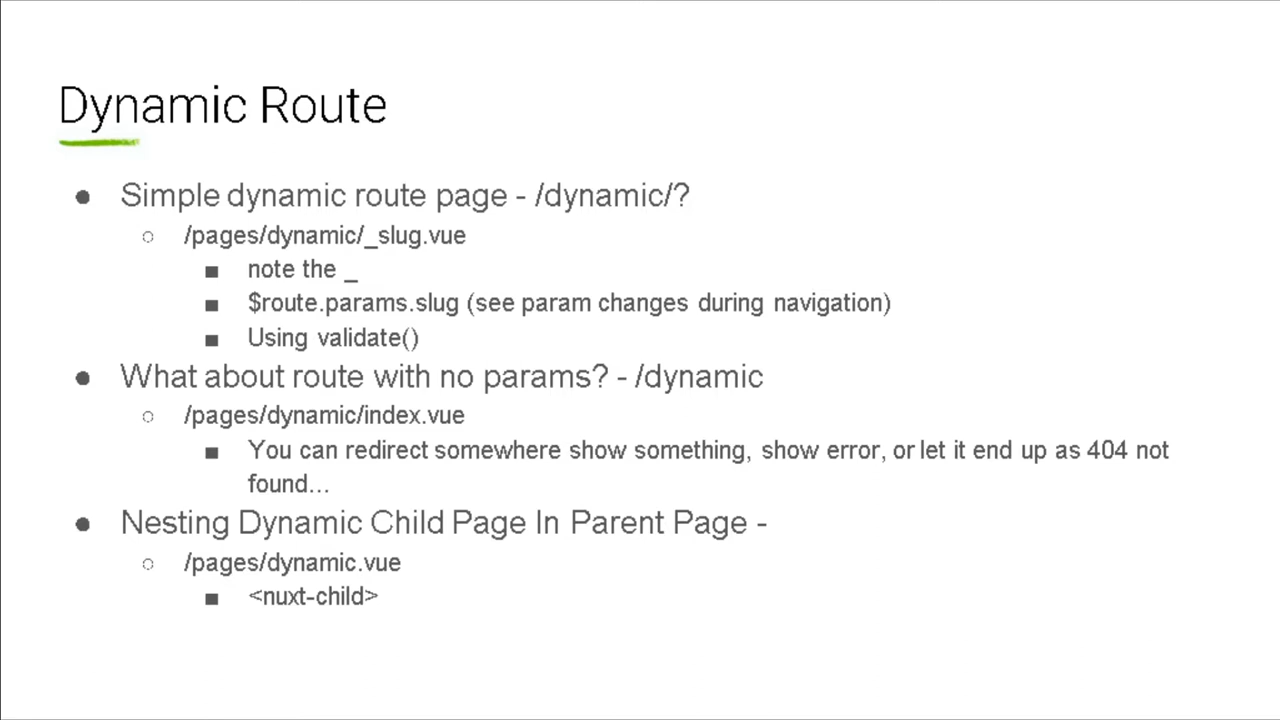 Dynamic Route
● Simple dynamic route page - /dynamic/?
○ /pages/dynamic/_slug.vue
■ note the _
■ $route.params.slug (see param changes during navigation)
■ Using validate()
● What about route with no params? - /dynamic
○ /pages/dynamic/index.vue
■ You can redirect somewhere show something, show error, or let it end up as 404 not
found...
● Nesting Dynamic Child Page In Parent Page -
○ /pages/dynamic.vue
■ <nuxt-child>